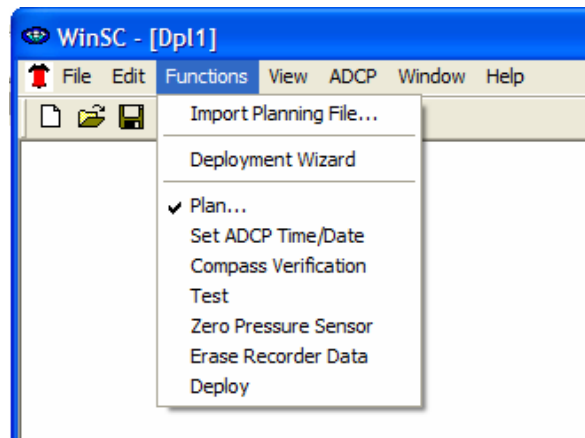 WinSC - [Dpl1]
File Edit Functions View ADCP Window Help
Import Planning File...
Deployment Wizard
Plan...
Set ADCP Time/Date
Compass Verification
Test
Zero Pressure Sensor
Erase Recorder Data
Deploy